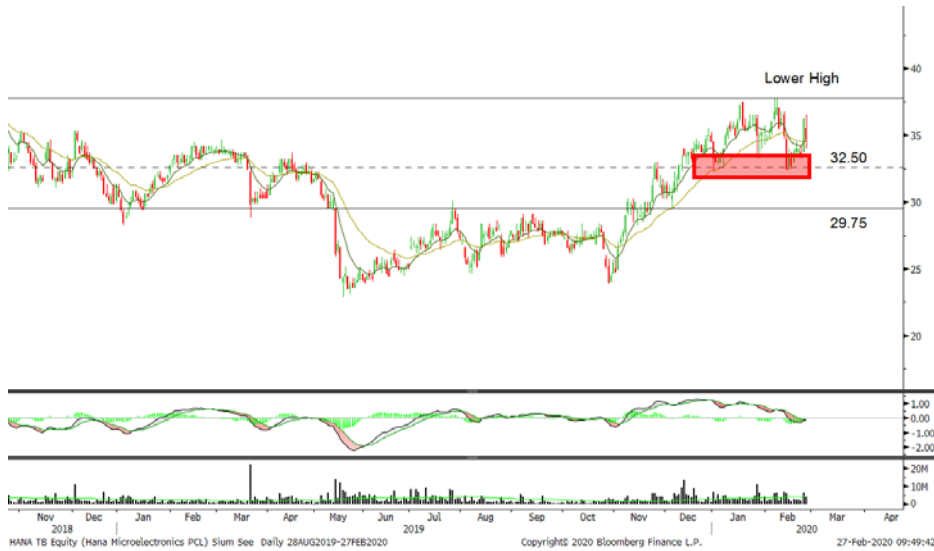 40
Lower High
35
32.50
30
29.75
25
20
1.00
0.00
-1.00
-2.00
20M
10M
0
Nov Dec Jan Feb Mar Apr May Jun Jul Aug Sep Oct Nov Dec Jan Feb Mar Apr
2018 2019 2020
HANA TB Equity (Hana Microelectronics PCL) Sium See Daily 28AUG2019-27FEB2020 Copyright© 2020 Bloomberg Finance L.P. 27-Feb-2020 09:49:42